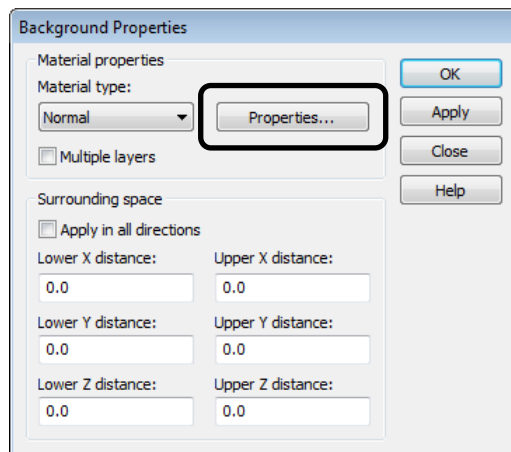 Background Properties
Material properties
Material type:
Normal
Properties...
Multiple layers
OK
Apply
Close
Help
Surrounding space
Apply in all directions
Lower X distance: Upper X distance:
0.0 0.0
Lower Y distance: Upper Y distance:
0.0 0.0
Lower Z distance: Upper Z distance:
0.0 0.0